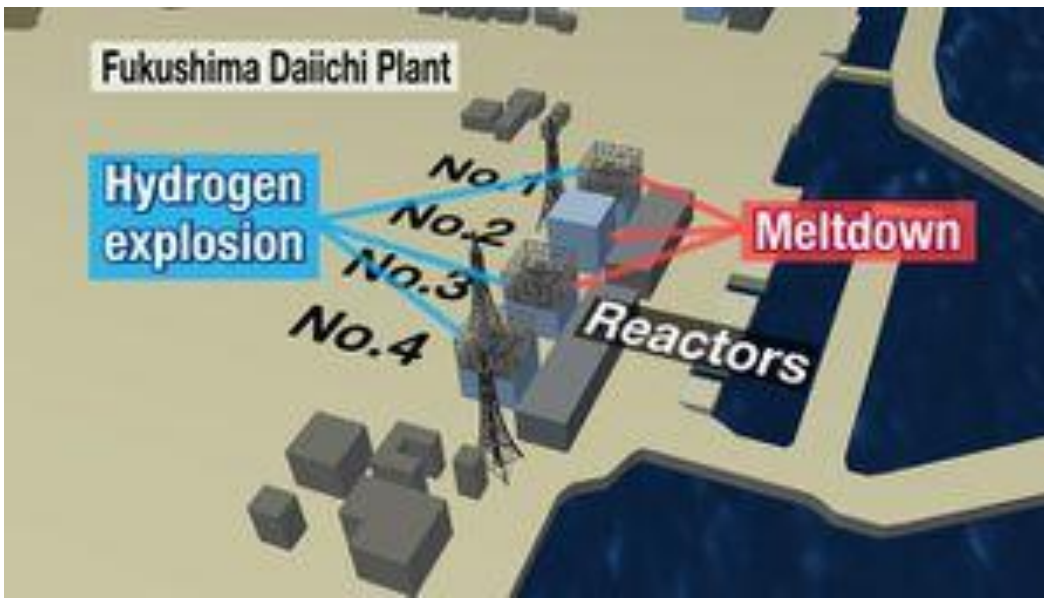 Fukushima Daiichi Plant
Hydrogen
explosion
No.1
No.2
No.3
No.4
Meltdown
Reactors